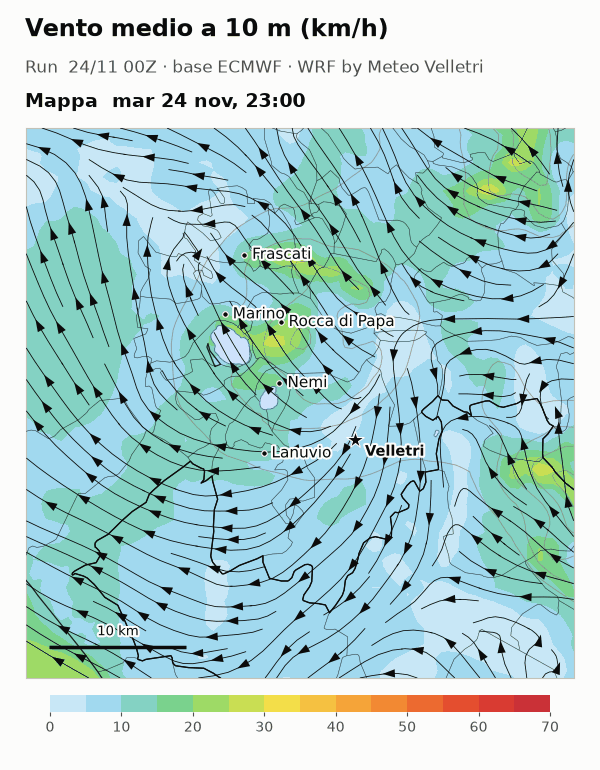 Vento medio a 10 m (km/h)
Run  24/11 00Z · base ECMWF · WRF by Meteo Velletri
Mappa  mar 24 nov, 23:00
Frascati
Marino
Rocca di Papa
Nemi
Velletri
Lanuvio
10 km
0 10 20 30 40 50 60 70